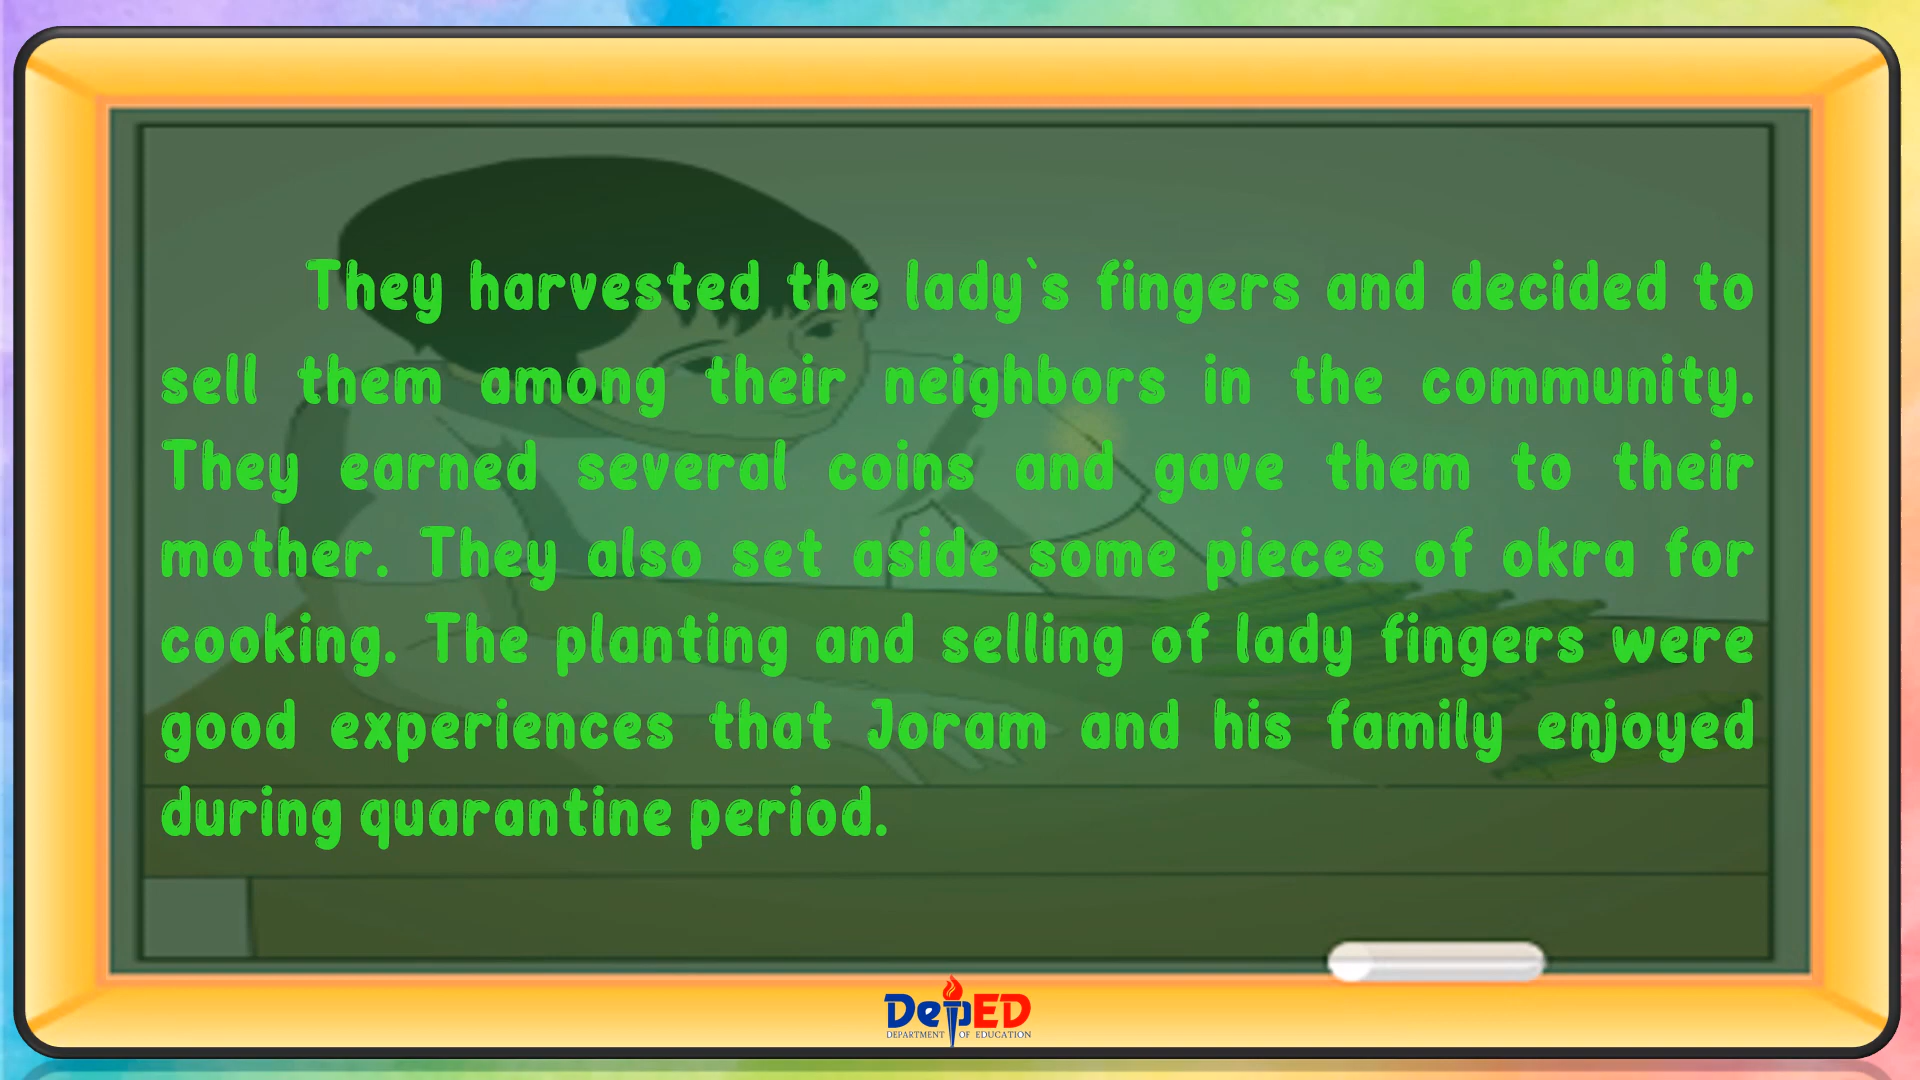 They harvested the lady`s fingers and decided to
sell them among their neighbors in the community.
They earned several coins and gave them to their
mother. They also set aside some pieces of okra for
cooking. The planting and selling of lady fingers were
good experiences that Joram and his family enjoyed
during quarantine period.
DepED
DEPARTMENT OF EDUCATION